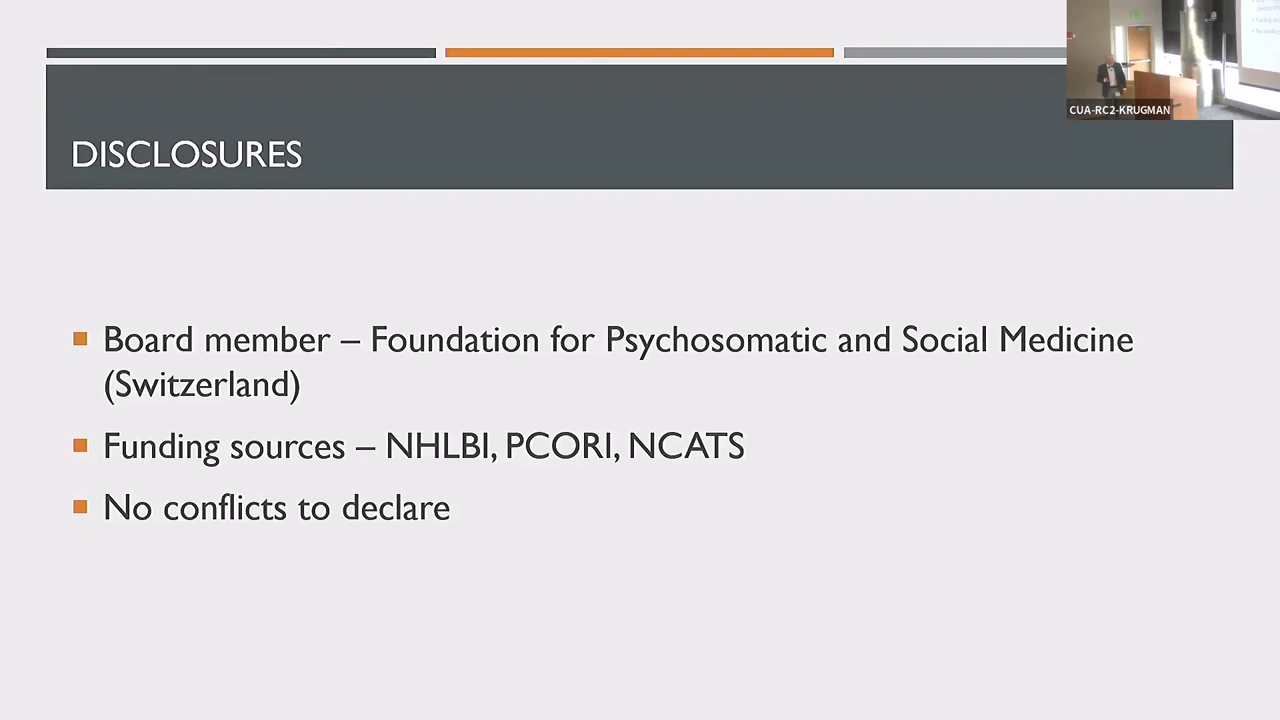 CUA-RC2-KRUGMAN
DISCLOSURES
Board member – Foundation for Psychosomatic and Social Medicine
(Switzerland)
Funding sources – NHLBI, PCORI, NCATS
No conflicts to declare